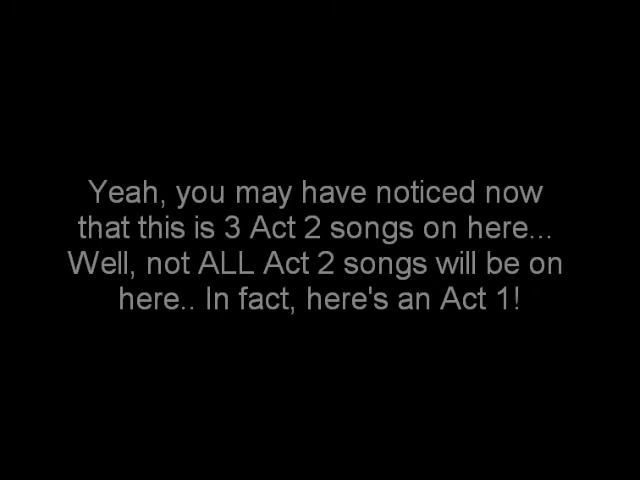 Yeah, you may have noticed now
that this is 3 Act 2 songs on here...
Well, not ALL Act 2 songs will be on
here.. In fact, here's an Act 1!